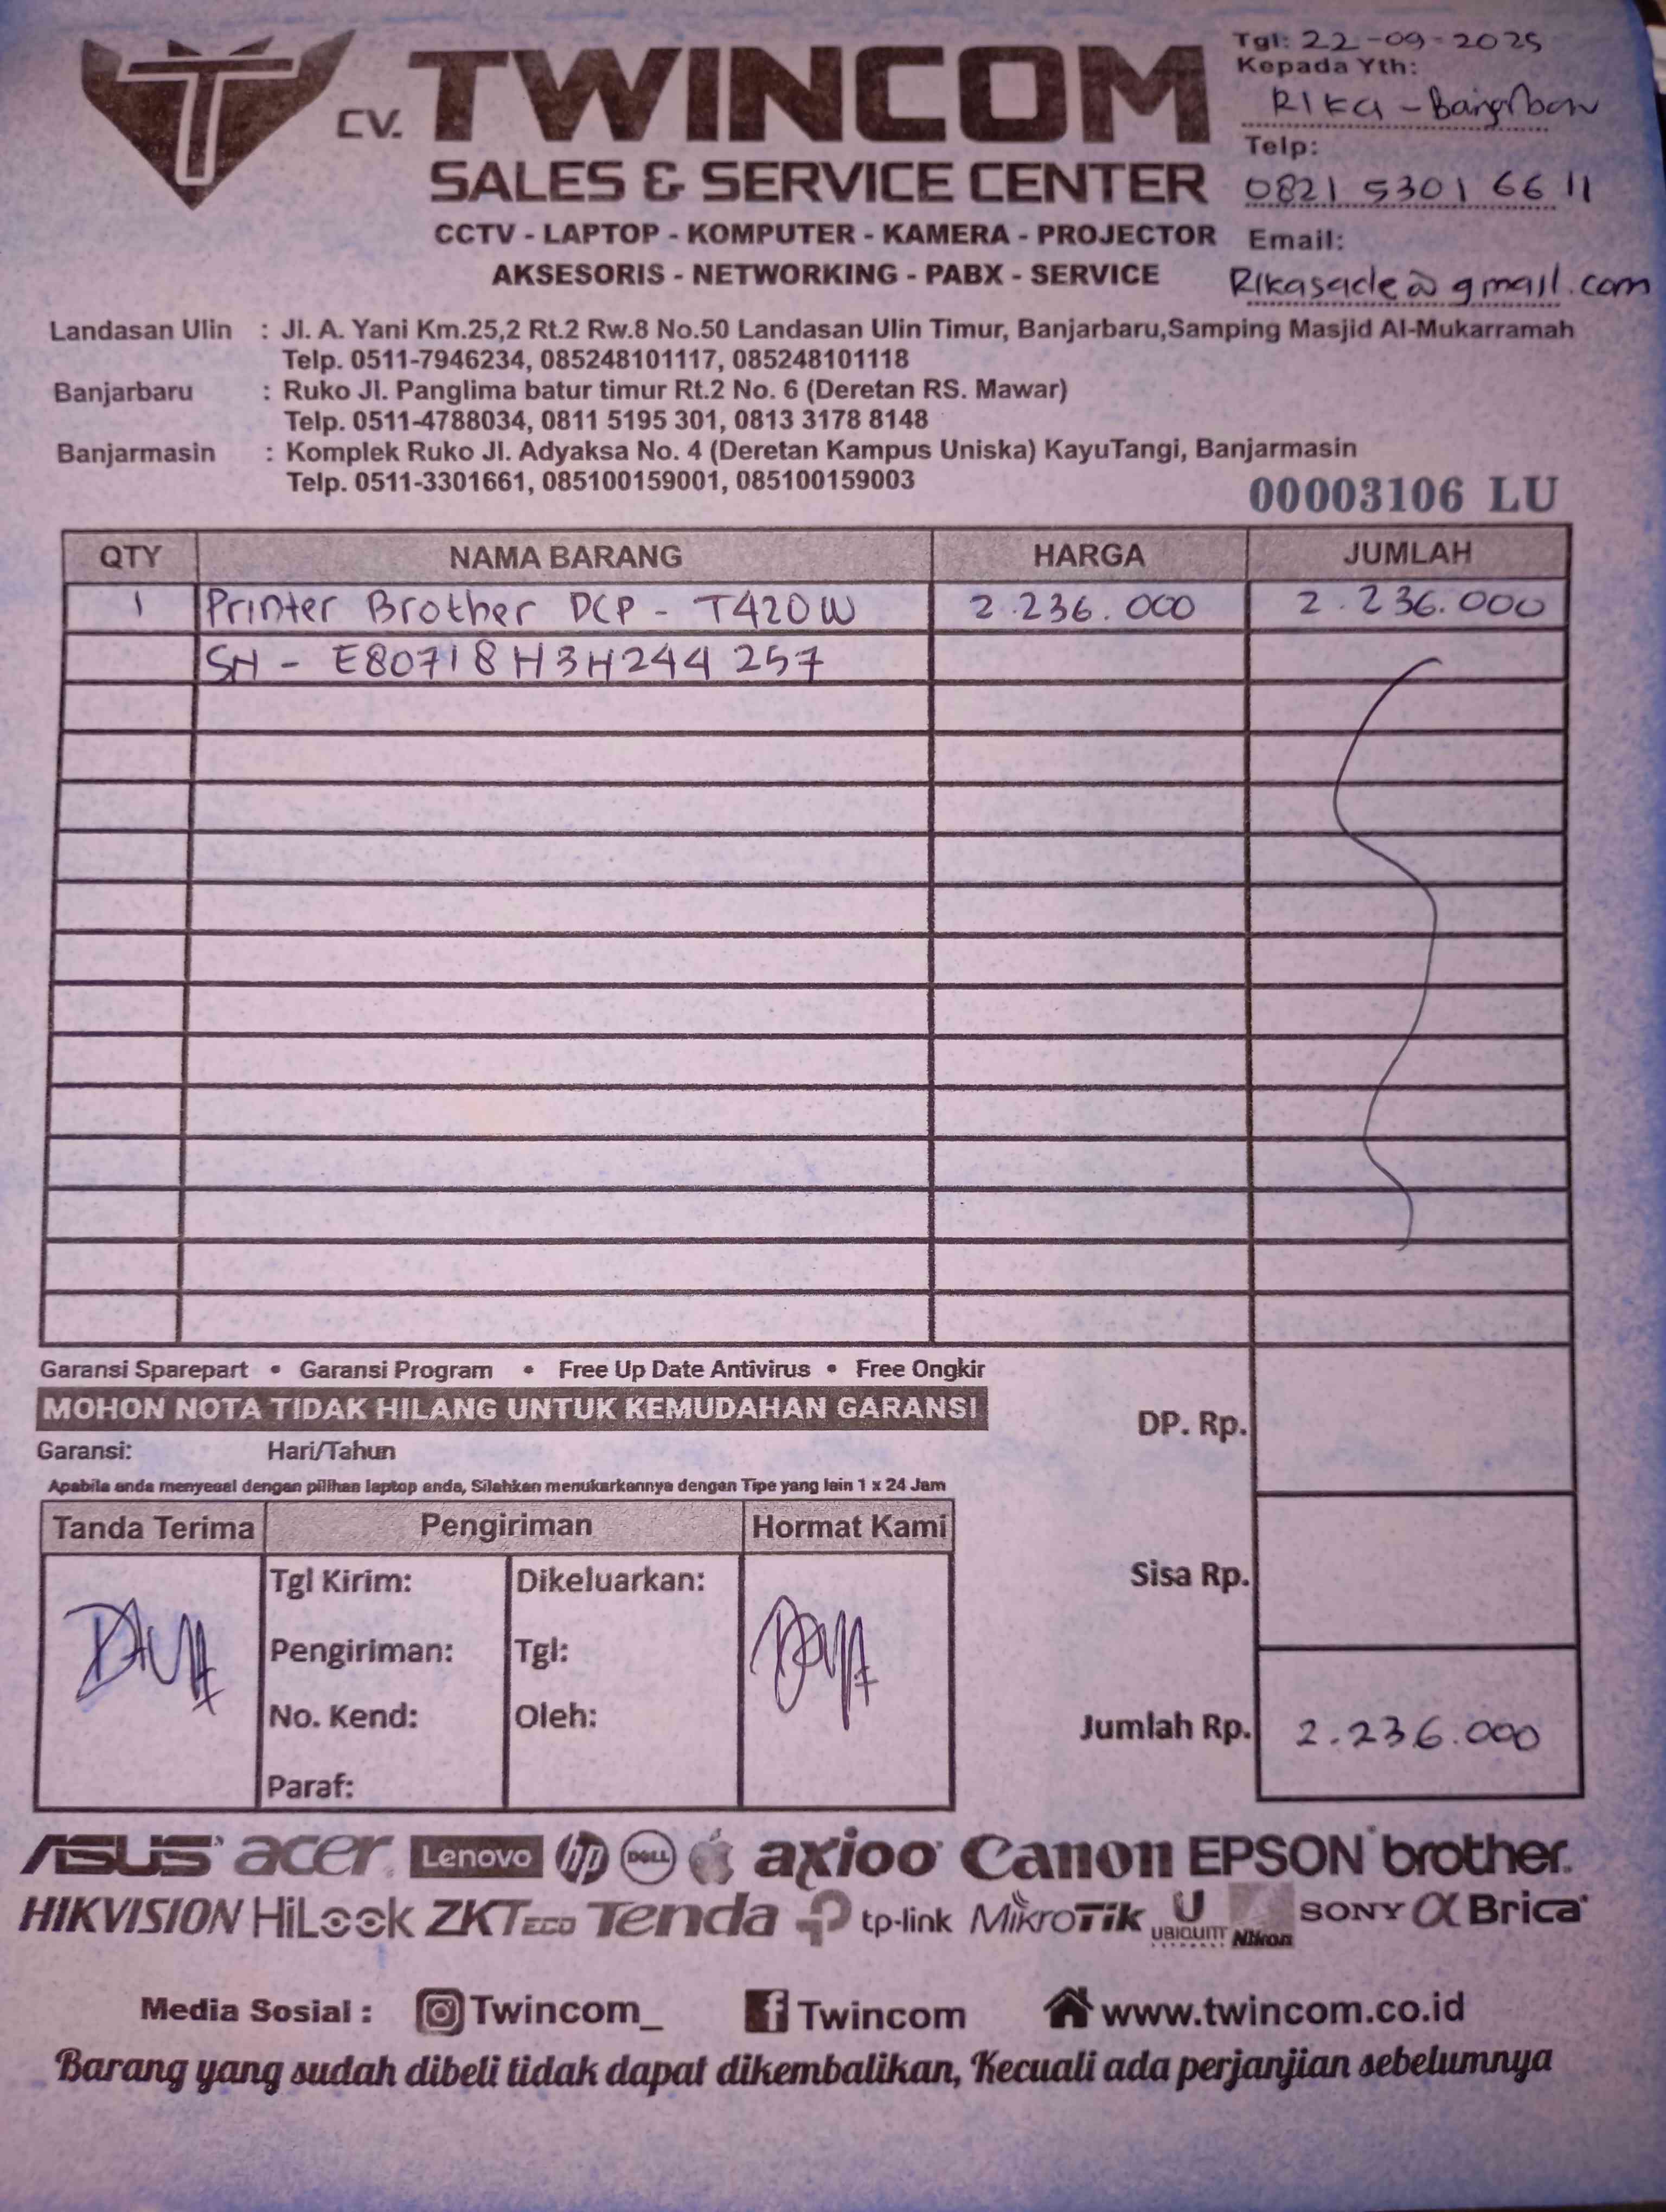 CV. TWINCOM
SALES & SERVICE CENTER
CCTV - LAPTOP - KOMPUTER - KAMERA - PROJECTOR
AKSESORIS - NETWORKING - PABX - SERVICE
Tgl: 22-09-2025
Kepada Yth:
Rika -
Telp:
0821 5301 6611
Email:
Rikasade@gmail.com
Landasan Ulin : Jl. A. Yani Km.25,2 Rt.2 Rw.8 No.50 Landasan Ulin Timur, Banjarbaru,Samping Masjid Al-Mukarramah
Telp. 0511-7946234, 085248101117, 085248101118
Banjarbaru : Ruko Jl. Panglima batur timur Rt.2 No. 6 (Deretan RS. Mawar)
Telp. 0511-4788034, 0811 5195 301, 0813 3178 8148
Banjarmasin : Komplek Ruko Jl. Adyaksa No. 4 (Deretan Kampus Uniska) KayuTangi, Banjarmasin
Telp. 0511-3301661, 085100159001, 085100159003
00003106 LU
QTY NAMA BARANG HARGA JUMLAH
1 Printer Brother DCP - T420W 2.236.000 2.236.000
SN - E80718H3H244257
Garansi Sparepart • Garansi Program • Free Up Date Antivirus • Free Ongkir
MOHON NOTA TIDAK HILANG UNTUK KEMUDAHAN GARANSI
Garansi: Hari/Tahun
Apabila anda menyesal dengan pilihan laptop anda, Silahkan menukarkannya dengan Tipe yang lain 1 x 24 Jam
DP. Rp.
Sisa Rp.
Jumlah Rp. 2.236.000
Tanda Terima Pengiriman Hormat Kami
Tgl Kirim: Dikeluarkan:
Pengiriman: Tgl:
No. Kend: Oleh:
Paraf:
ASUS acer Lenovo hp DELL axioo Canon EPSON brother
HIKVISION HiLook ZKTECO Tenda tp-link MikroTik UBIQUITI Nikon SONY α Brica
Media Sosial : Twincom_ Twincom www.twincom.co.id
Barang yang sudah dibeli tidak dapat dikembalikan, Kecuali ada perjanjian sebelumnya